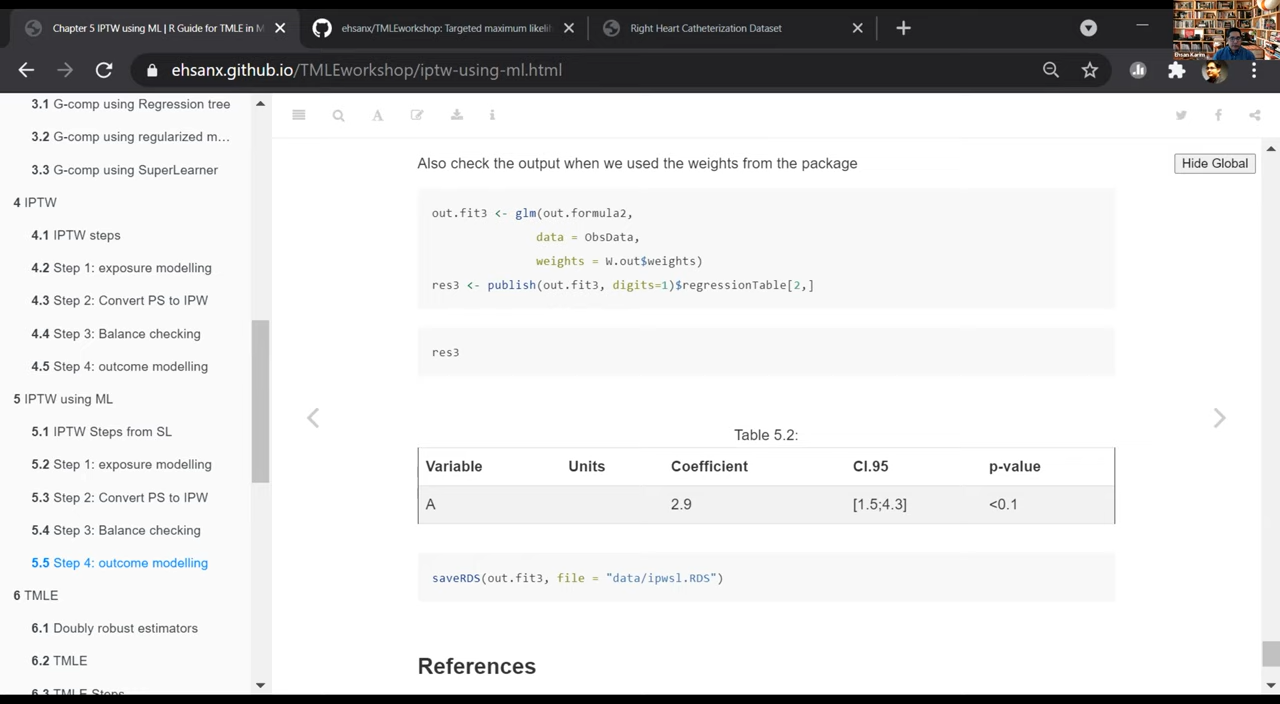 Chapter 5 IPTW using ML | R Guide for TMLE in M
ehsanx/TMLEworkshop: Targeted maximum likeli
Right Heart Catheterization Dataset
Ehsan Karim
ehsanx.github.io/TMLEworkshop/iptw-using-ml.html
3.1 G-comp using Regression tree
3.2 G-comp using regularized m...
3.3 G-comp using SuperLearner
4 IPTW
4.1 IPTW steps
4.2 Step 1: exposure modelling
4.3 Step 2: Convert PS to IPW
4.4 Step 3: Balance checking
4.5 Step 4: outcome modelling
5 IPTW using ML
5.1 IPTW Steps from SL
5.2 Step 1: exposure modelling
5.3 Step 2: Convert PS to IPW
5.4 Step 3: Balance checking
5.5 Step 4: outcome modelling
6 TMLE
6.1 Doubly robust estimators
6.2 TMLE
6.3 TMLE Steps
Hide Global
Also check the output when we used the weights from the package
out.fit3 <- glm(out.formula2,
data = ObsData,
weights = W.out$weights)
res3 <- publish(out.fit3, digits=1)$regressionTable[2,]
res3
Table 5.2:
Variable Units Coefficient CI.95 p-value
A 2.9 [1.5;4.3] <0.1
saveRDS(out.fit3, file = "data/ipwsl.RDS")
References